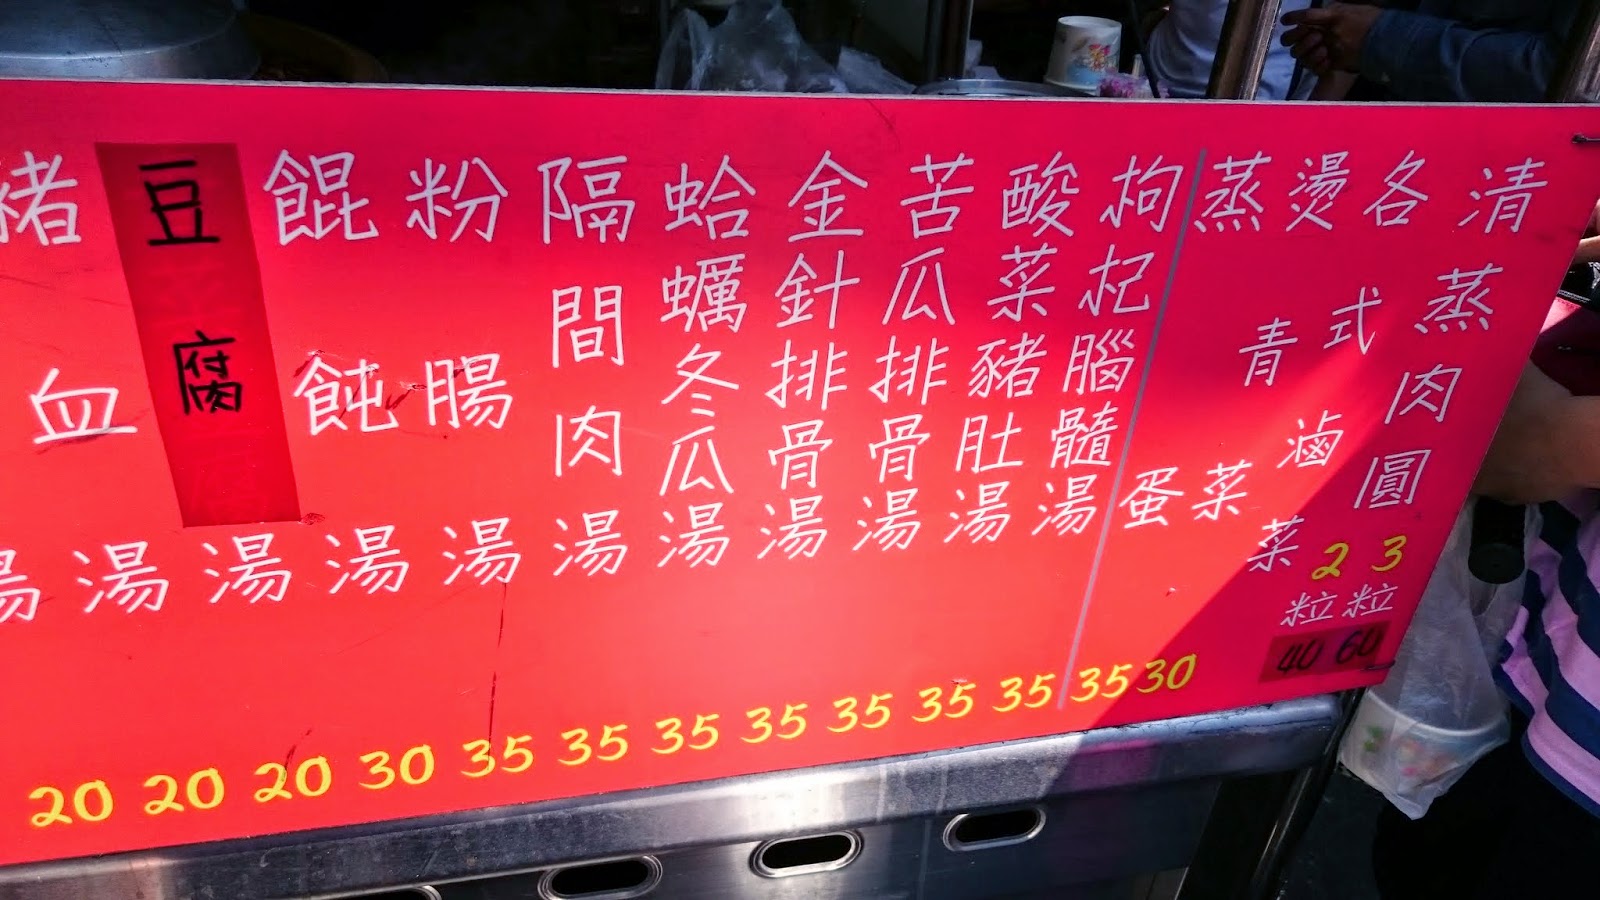 清蒸肉圓
3粒 60
2粒 40
各式滷菜
燙青菜 30
蒸蛋 35
枸杞腦髓湯 35
酸菜豬肚湯 35
苦瓜排骨湯 35
金針排骨湯 35
蛤蠣冬瓜湯 35
隔間肉湯 35
粉腸湯 35
餛飩湯 30
豆腐湯 20
豬血湯 20
湯 20